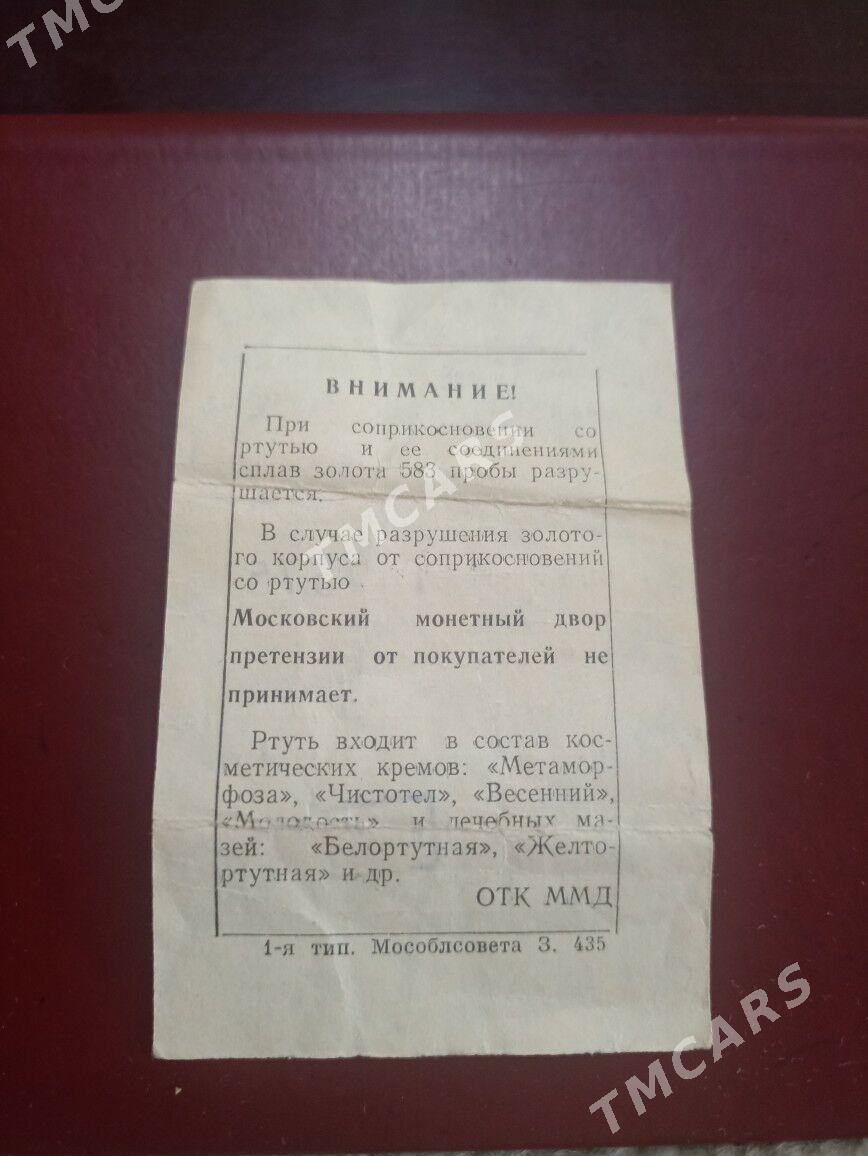 TMCARS
ВНИМАНИЕ!
При соприкосновении со
ртутью и ее соединениями
сплав золота 583 пробы разру-
шается.
В случае разрушения золото-
го корпуса от соприкосновений
со ртутью
Московский монетный двор
претензии от покупателей не
принимает.
Ртуть входит в состав кос-
метических кремов: «Метамор-
фоза», «Чистотел», «Весенний»,
«Молодость» и лечебных ма-
зей: «Белортутная», «Желто-
ртутная» и др.
ОТК ММД
1-я тип. Мособлсовета З. 435
TMCARS
TMCARS